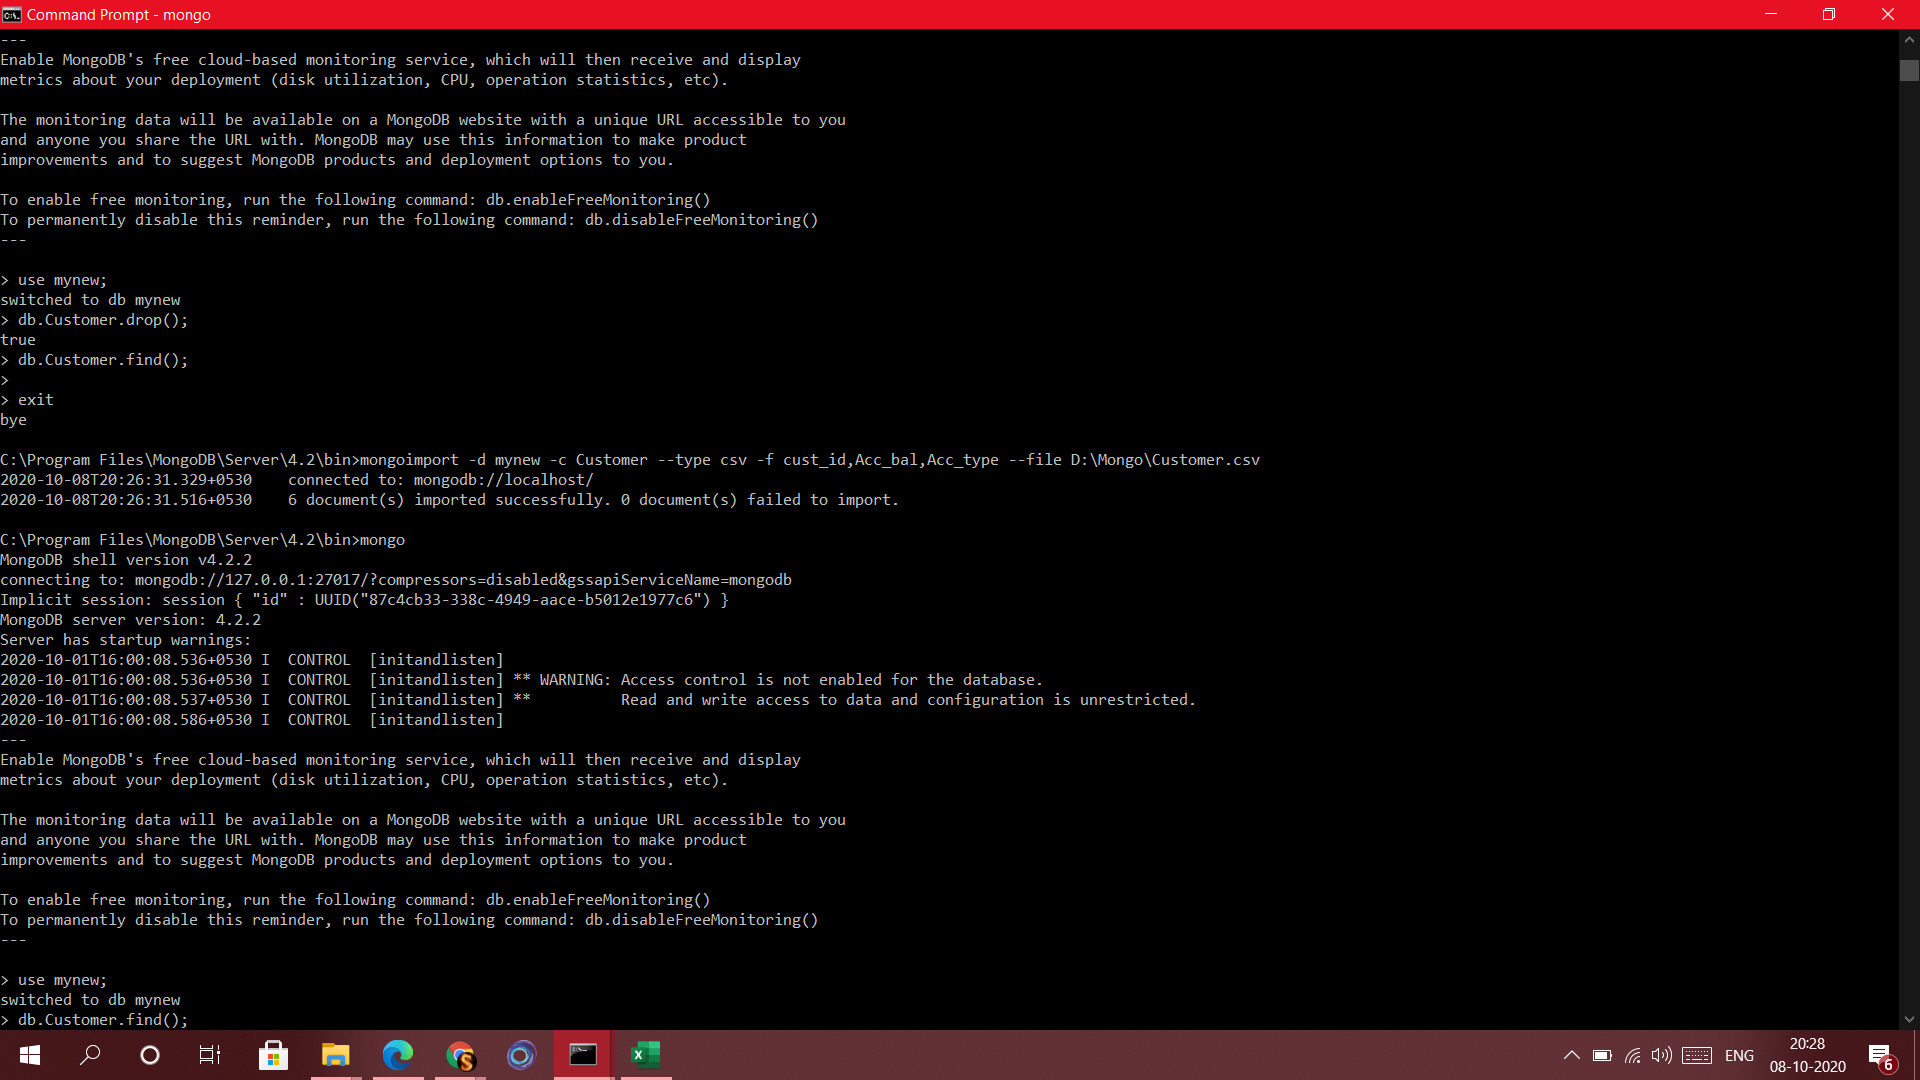 Command Prompt - mongo
---
Enable MongoDB's free cloud-based monitoring service, which will then receive and display
metrics about your deployment (disk utilization, CPU, operation statistics, etc).

The monitoring data will be available on a MongoDB website with a unique URL accessible to you
and anyone you share the URL with. MongoDB may use this information to make product
improvements and to suggest MongoDB products and deployment options to you.

To enable free monitoring, run the following command: db.enableFreeMonitoring()
To permanently disable this reminder, run the following command: db.disableFreeMonitoring()
---

> use mynew;
switched to db mynew
> db.Customer.drop();
true
> db.Customer.find();
>
> exit
bye

C:\Program Files\MongoDB\Server\4.2\bin>mongoimport -d mynew -c Customer --type csv -f cust_id,Acc_bal,Acc_type --file D:\Mongo\Customer.csv
2020-10-08T20:26:31.329+0530    connected to: mongodb://localhost/
2020-10-08T20:26:31.516+0530    6 document(s) imported successfully. 0 document(s) failed to import.

C:\Program Files\MongoDB\Server\4.2\bin>mongo
MongoDB shell version v4.2.2
connecting to: mongodb://127.0.0.1:27017/?compressors=disabled&gssapiServiceName=mongodb
Implicit session: session { "id" : UUID("87c4cb33-338c-4949-aace-b5012e1977c6") }
MongoDB server version: 4.2.2
Server has startup warnings:
2020-10-01T16:00:08.536+0530 I  CONTROL  [initandlisten]
2020-10-01T16:00:08.536+0530 I  CONTROL  [initandlisten] ** WARNING: Access control is not enabled for the database.
2020-10-01T16:00:08.537+0530 I  CONTROL  [initandlisten] **          Read and write access to data and configuration is unrestricted.
2020-10-01T16:00:08.586+0530 I  CONTROL  [initandlisten]
---
Enable MongoDB's free cloud-based monitoring service, which will then receive and display
metrics about your deployment (disk utilization, CPU, operation statistics, etc).

The monitoring data will be available on a MongoDB website with a unique URL accessible to you
and anyone you share the URL with. MongoDB may use this information to make product
improvements and to suggest MongoDB products and deployment options to you.

To enable free monitoring, run the following command: db.enableFreeMonitoring()
To permanently disable this reminder, run the following command: db.disableFreeMonitoring()
---

> use mynew;
switched to db mynew
> db.Customer.find();
ENG
20:28
08-10-2020
6